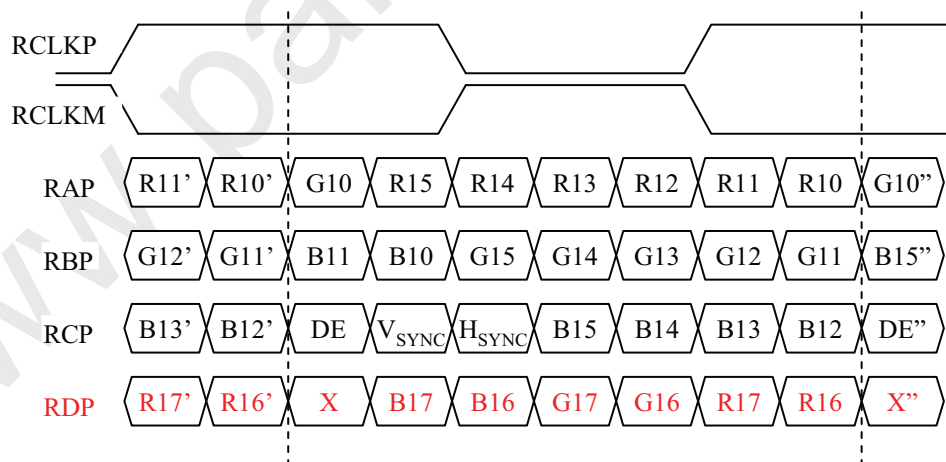 RCLKP
RCLKM
RAP R11’ R10’ G10 R15 R14 R13 R12 R11 R10 G10”
RBP G12’ G11’ B11 B10 G15 G14 G13 G12 G11 B15”
RCP B13’ B12’ DE VSYNC HSYNC B15 B14 B13 B12 DE”
RDP R17’ R16’ X B17 B16 G17 G16 R17 R16 X”